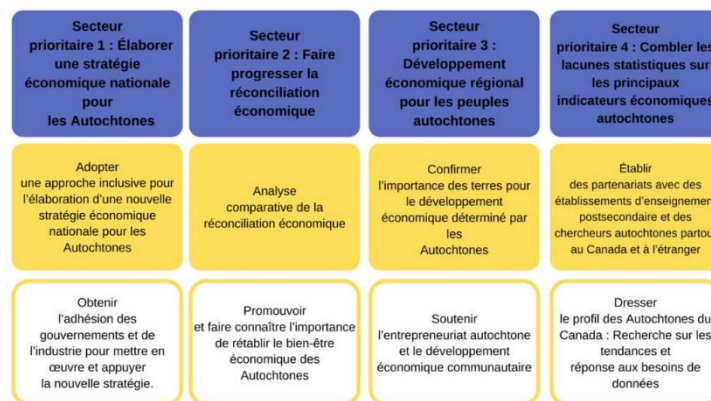 Secteur
prioritaire 1 : Élaborer
une stratégie
économique nationale
pour
les Autochtones
Secteur
prioritaire 2 : Faire
progresser la
réconciliation
économique
Secteur
prioritaire 3 :
Développement
économique régional
pour les peuples
autochtones
Secteur
prioritaire 4 : Combler les
lacunes statistiques sur
les principaux
indicateurs économiques
autochtones
Adopter
une approche inclusive pour
l'élaboration d'une nouvelle
stratégie économique
nationale pour les
Autochtones
Analyse
comparative de la
réconciliation économique
Confirmer
l'importance des terres pour
le développement
économique déterminé par
les
Autochtones
Établir
des partenariats avec des
établissements d'enseignement
postsecondaire et des
chercheurs autochtones partout
au Canada et à l'étranger
Obtenir
l'adhésion des
gouvernements et de
l'industrie pour mettre en
œuvre et appuyer
la nouvelle stratégie.
Promouvoir
et faire connaître l'importance
de rétablir le bien-être
économique des
Autochtones
Soutenir
l'entrepreneuriat autochtone
et le développement
économique communautaire
Dresser
le profil des Autochtones du
Canada : Recherche sur les
tendances et
réponse aux besoins de
données